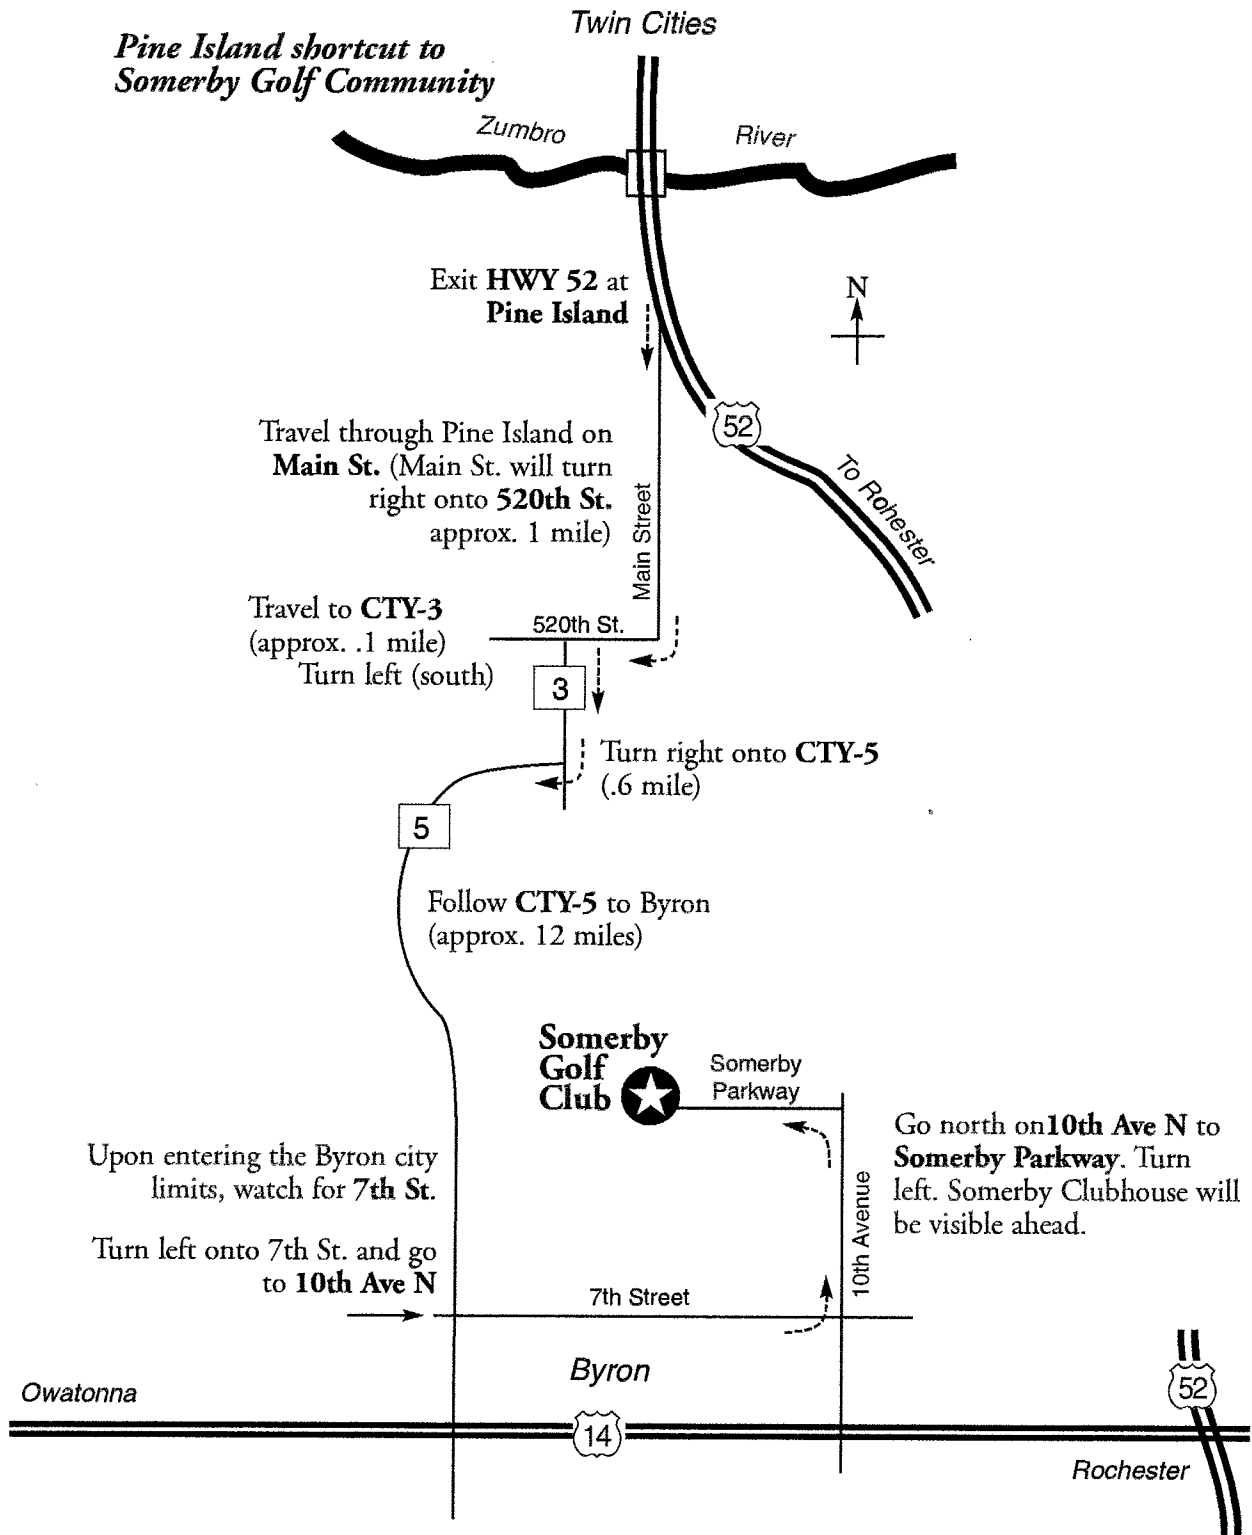 Twin Cities
Pine Island shortcut to
Somerby Golf Community
Zumbro
River
Exit HWY 52 at
Pine Island
N
52
To Rohester
Travel through Pine Island on
Main St. (Main St. will turn
right onto 520th St.
approx. 1 mile)
Main Street
Travel to CTY-3
(approx. .1 mile)
Turn left (south)
520th St.
3
Turn right onto CTY-5
(.6 mile)
5
Follow CTY-5 to Byron
(approx. 12 miles)
Somerby
Golf
Club
Somerby
Parkway
Go north on10th Ave N to
Somerby Parkway. Turn
left. Somerby Clubhouse will
be visible ahead.
10th Avenue
Upon entering the Byron city
limits, watch for 7th St.
Turn left onto 7th St. and go
to 10th Ave N
7th Street
Byron
Owatonna
14
52
Rochester